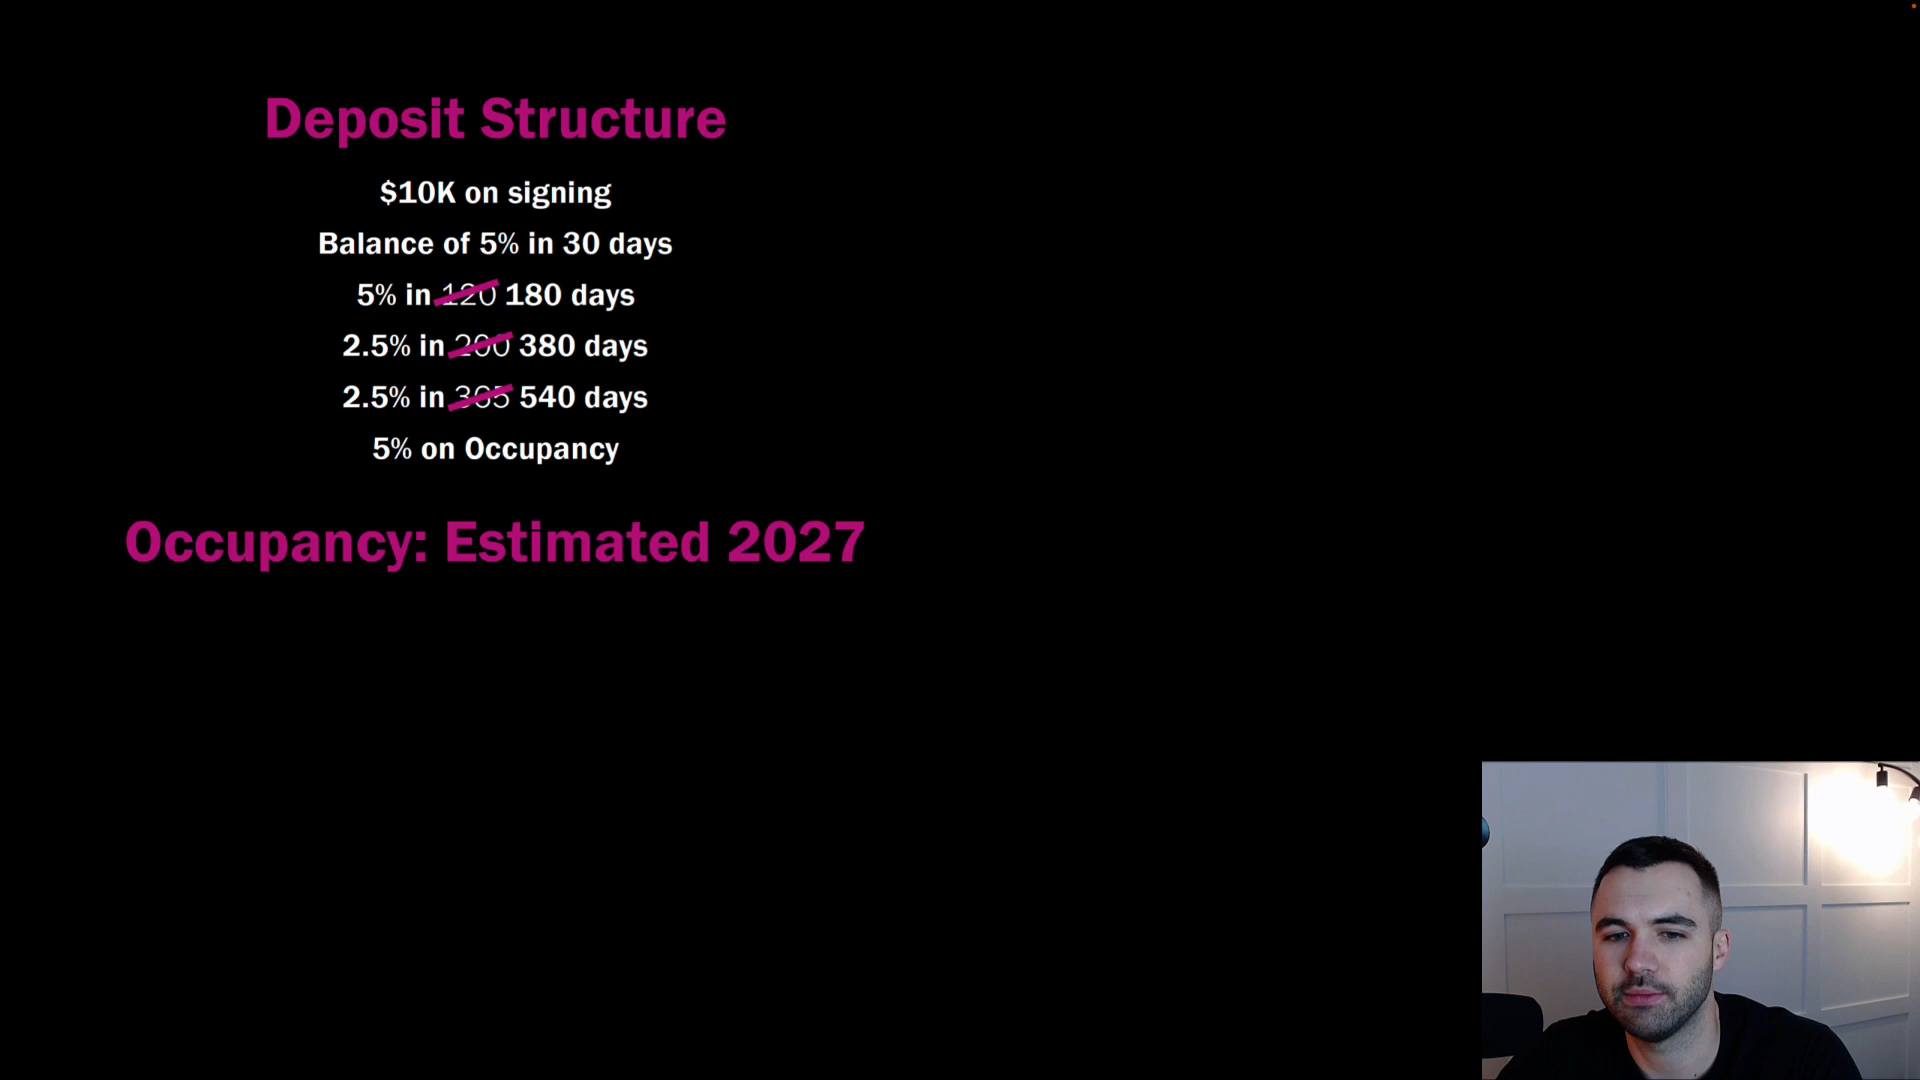 Deposit Structure
$10K on signing
Balance of 5% in 30 days
5% in 120 180 days
2.5% in 200 380 days
2.5% in 365 540 days
5% on Occupancy
Occupancy: Estimated 2027